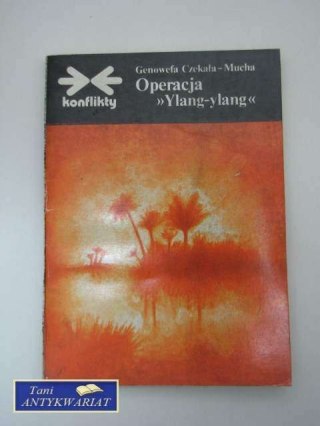 konflikty
Genowefa Czekała-Mucha
Operacja
»Ylang-ylang«
Tani
ANTYKWARIAT